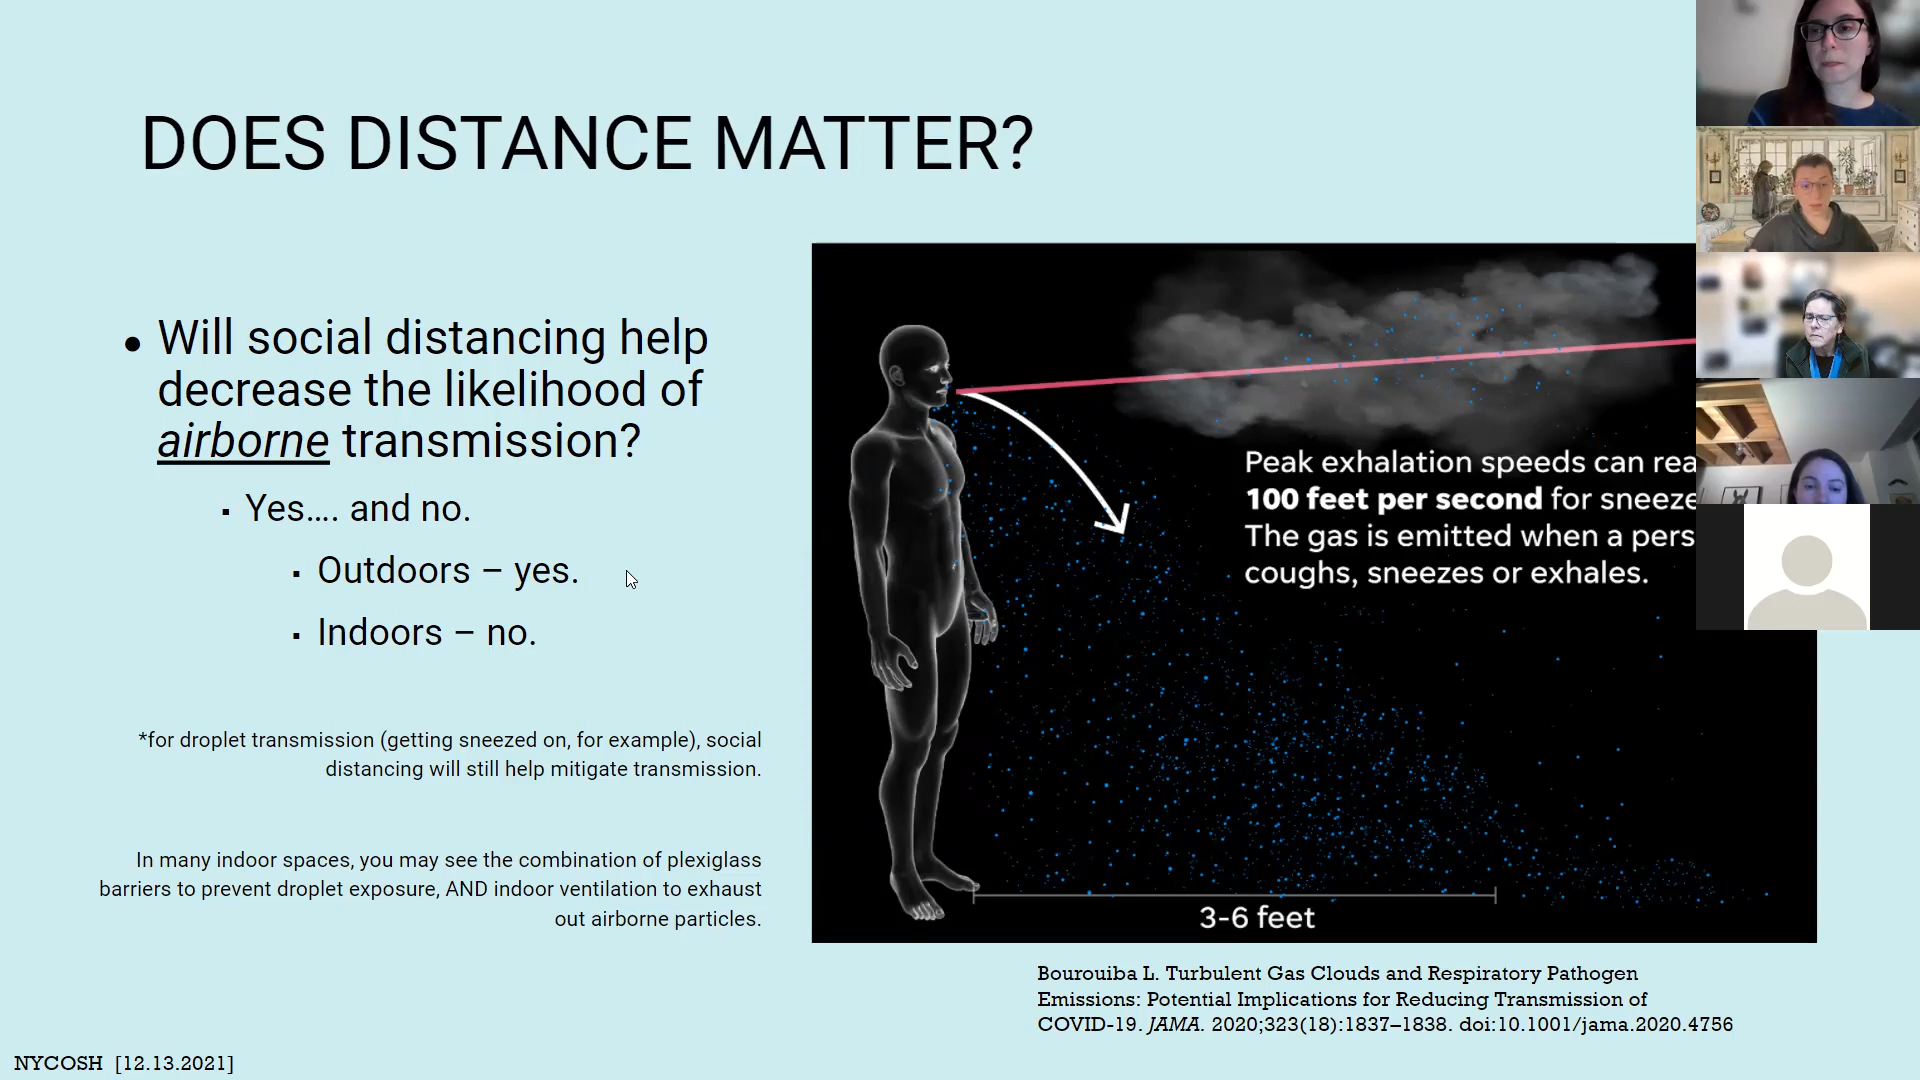 DOES DISTANCE MATTER?
● Will social distancing help
decrease the likelihood of
airborne transmission?
▪ Yes…. and no.
▪ Outdoors – yes.
▪ Indoors – no.
*for droplet transmission (getting sneezed on, for example), social
distancing will still help mitigate transmission.
In many indoor spaces, you may see the combination of plexiglass
barriers to prevent droplet exposure, AND indoor ventilation to exhaust
out airborne particles.
Peak exhalation speeds can rea
100 feet per second for sneeze
The gas is emitted when a pers
coughs, sneezes or exhales.
3-6 feet
Bourouiba L. Turbulent Gas Clouds and Respiratory Pathogen
Emissions: Potential Implications for Reducing Transmission of
COVID-19. JAMA. 2020;323(18):1837–1838. doi:10.1001/jama.2020.4756
NYCOSH [12.13.2021]